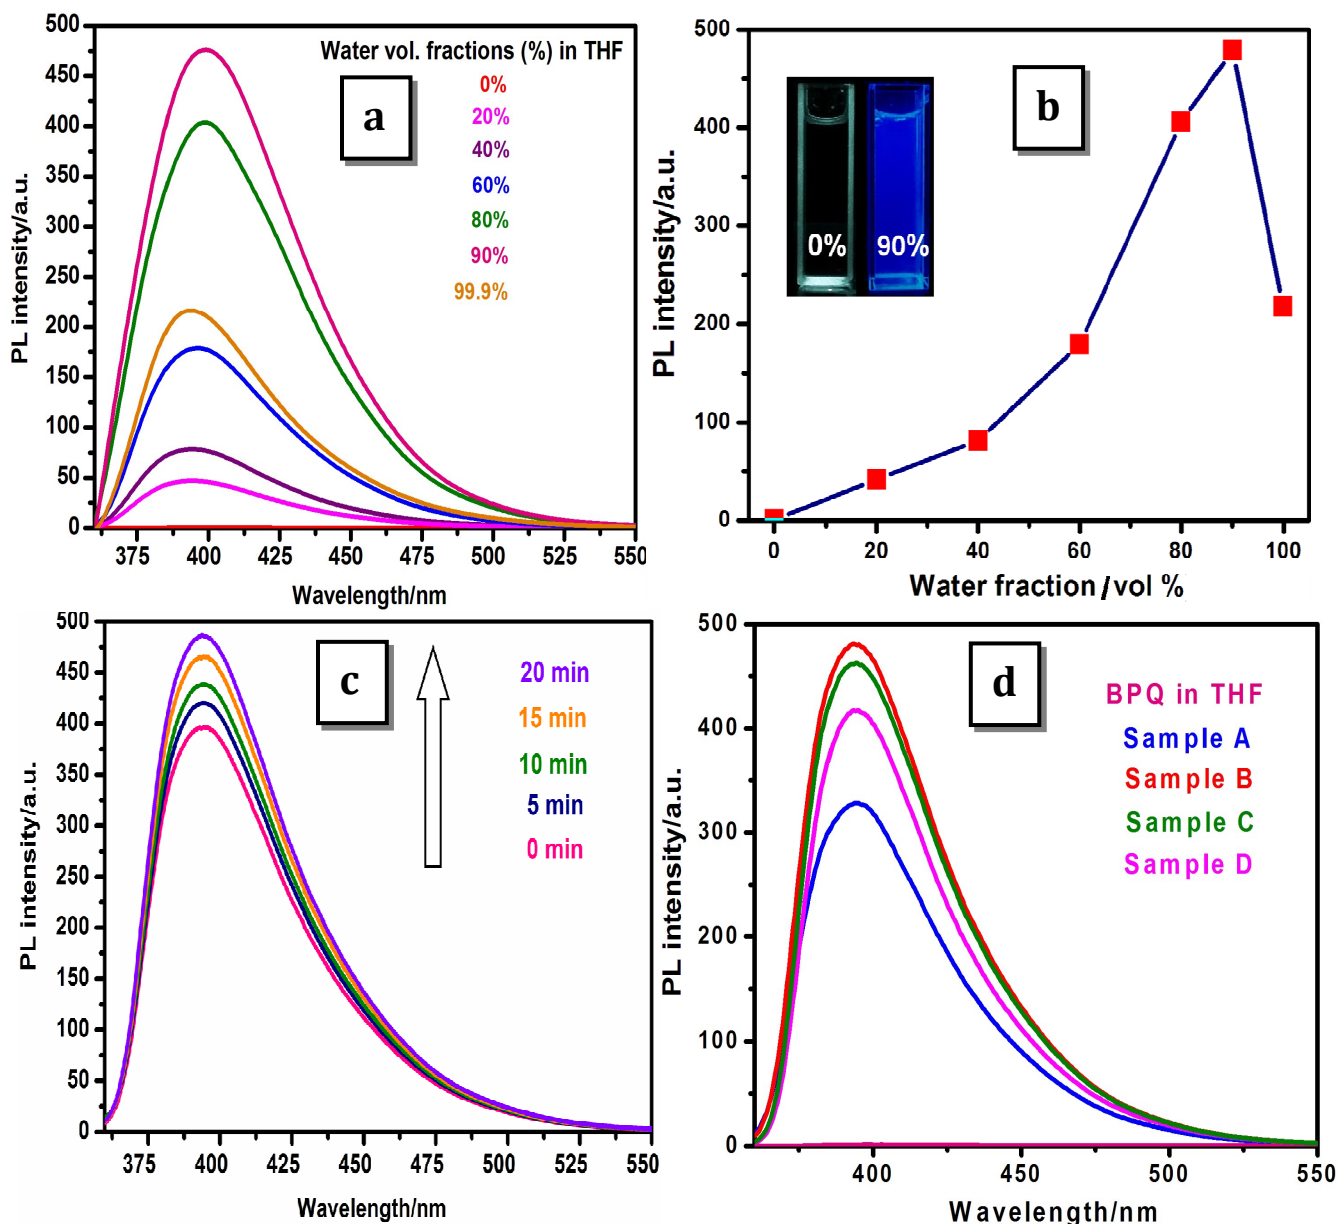 500
450
400
350
300
250
200
150
100
50
0
PL intensity/a.u.
Water vol. fractions (%) in THF
a
0%
20%
40%
60%
80%
90%
99.9%
375 400 425 450 475 500 525 550
Wavelength/nm
500
400
300
200
100
0
PL intensity/a.u.
b
0% 90%
0 20 40 60 80 100
Water fraction/vol %
500
450
400
350
300
250
200
150
100
50
0
PL intensity/a.u.
c
20 min
15 min
10 min
5 min
0 min
375 400 425 450 475 500 525 550
Wavelength/nm
500
400
300
200
100
0
PL intensity/a.u.
d
BPQ in THF
Sample A
Sample B
Sample C
Sample D
400 450 500 550
Wavelength/nm